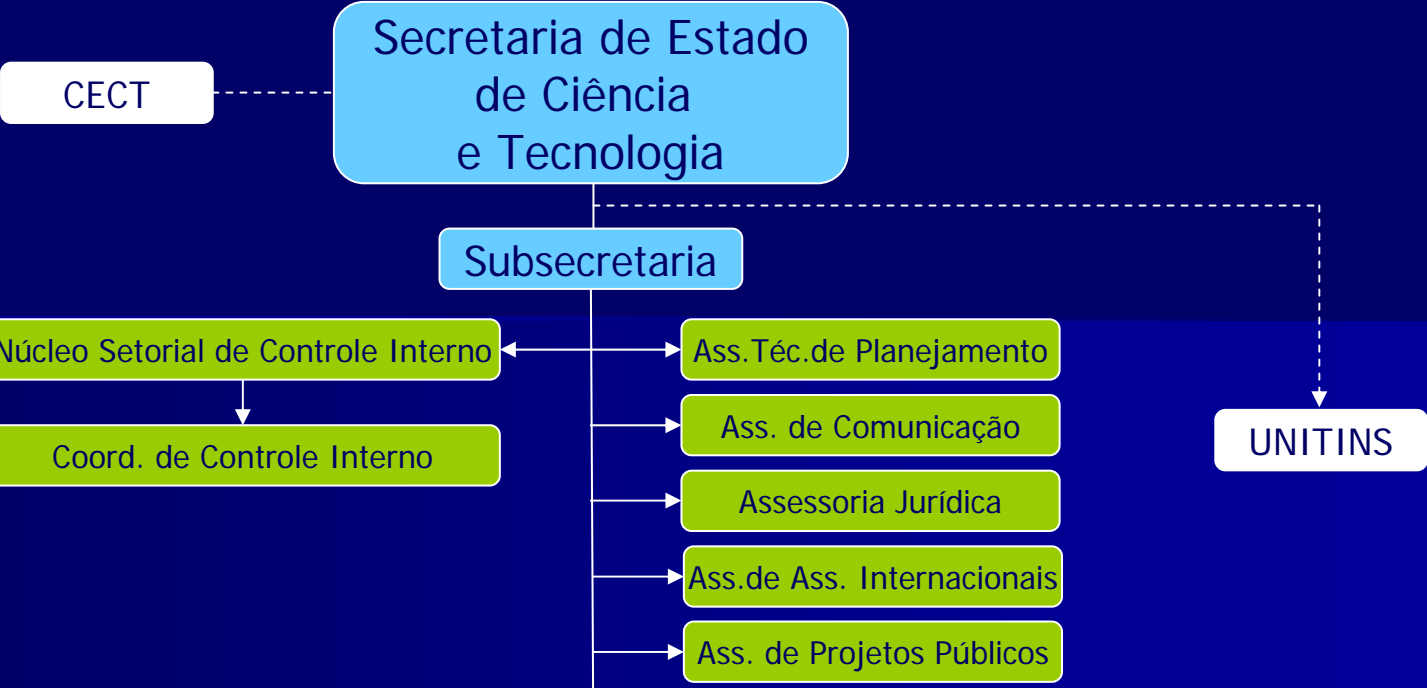 Secretaria de Estado
de Ciência
e Tecnologia
CECT
Subsecretaria
Núcleo Setorial de Controle Interno
Ass.Téc.de Planejamento
Coord. de Controle Interno
Ass. de Comunicação
UNITINS
Assessoria Jurídica
Ass.de Ass. Internacionais
Ass. de Projetos Públicos